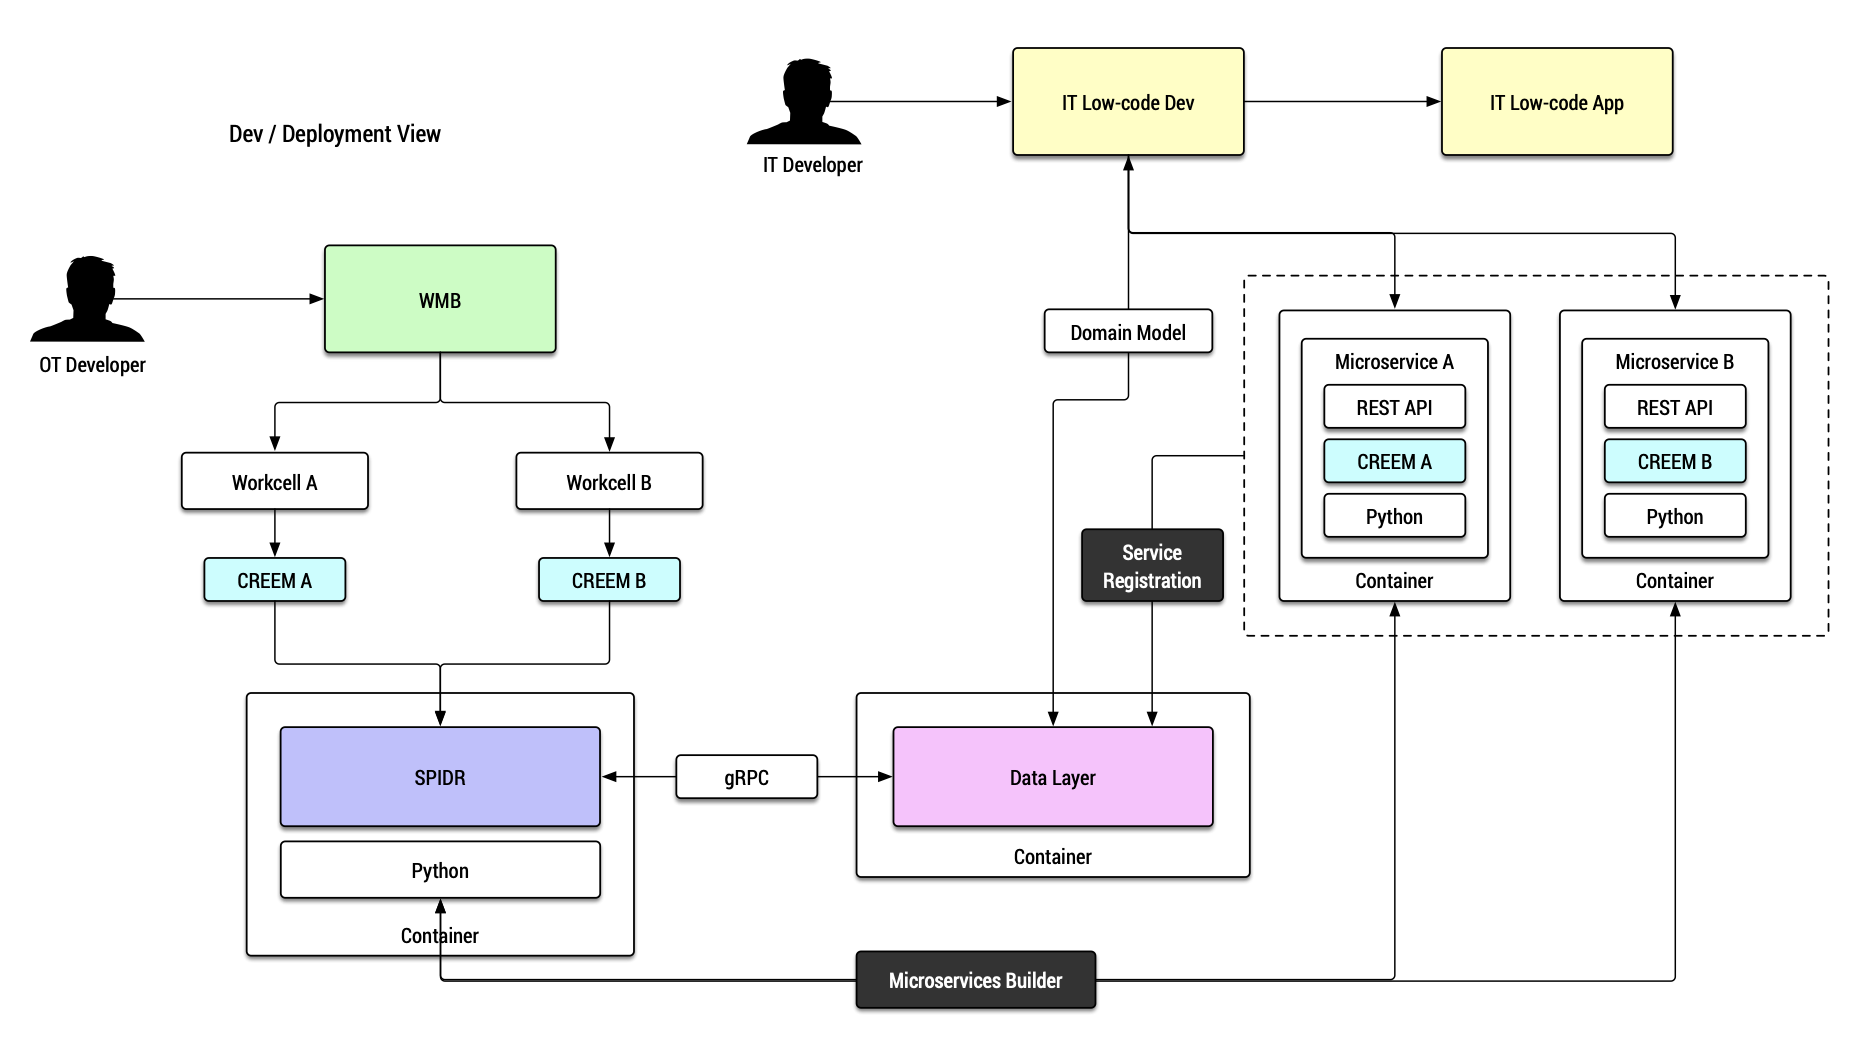 Dev / Deployment View
IT Developer
IT Low-code Dev
IT Low-code App
OT Developer
WMB
Domain Model
Workcell A
Workcell B
CREEM A
CREEM B
Service
Registration
Microservice A
REST API
CREEM A
Python
Container
Microservice B
REST API
CREEM B
Python
Container
SPIDR
Python
Container
gRPC
Data Layer
Container
Microservices Builder